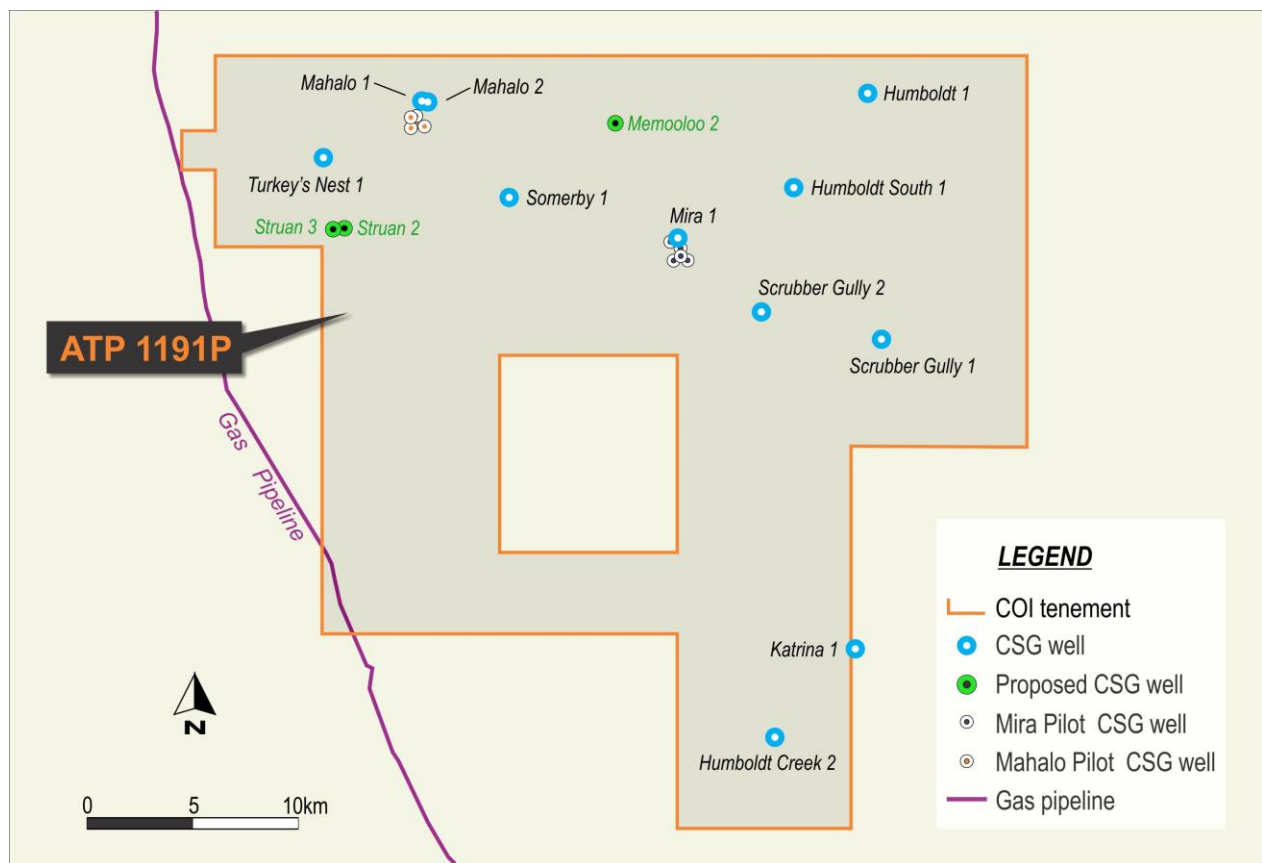 Mahalo 1
Mahalo 2
Humboldt 1
Memooloo 2
Turkey's Nest 1
Somerby 1
Humboldt South 1
Struan 3
Struan 2
Mira 1
Scrubber Gully 2
ATP 1191P
Scrubber Gully 1
Gas Pipeline
LEGEND
COI tenement
CSG well
Proposed CSG well
Mira Pilot CSG well
Mahalo Pilot CSG well
Gas pipeline
Katrina 1
Humboldt Creek 2
N
0 5 10km